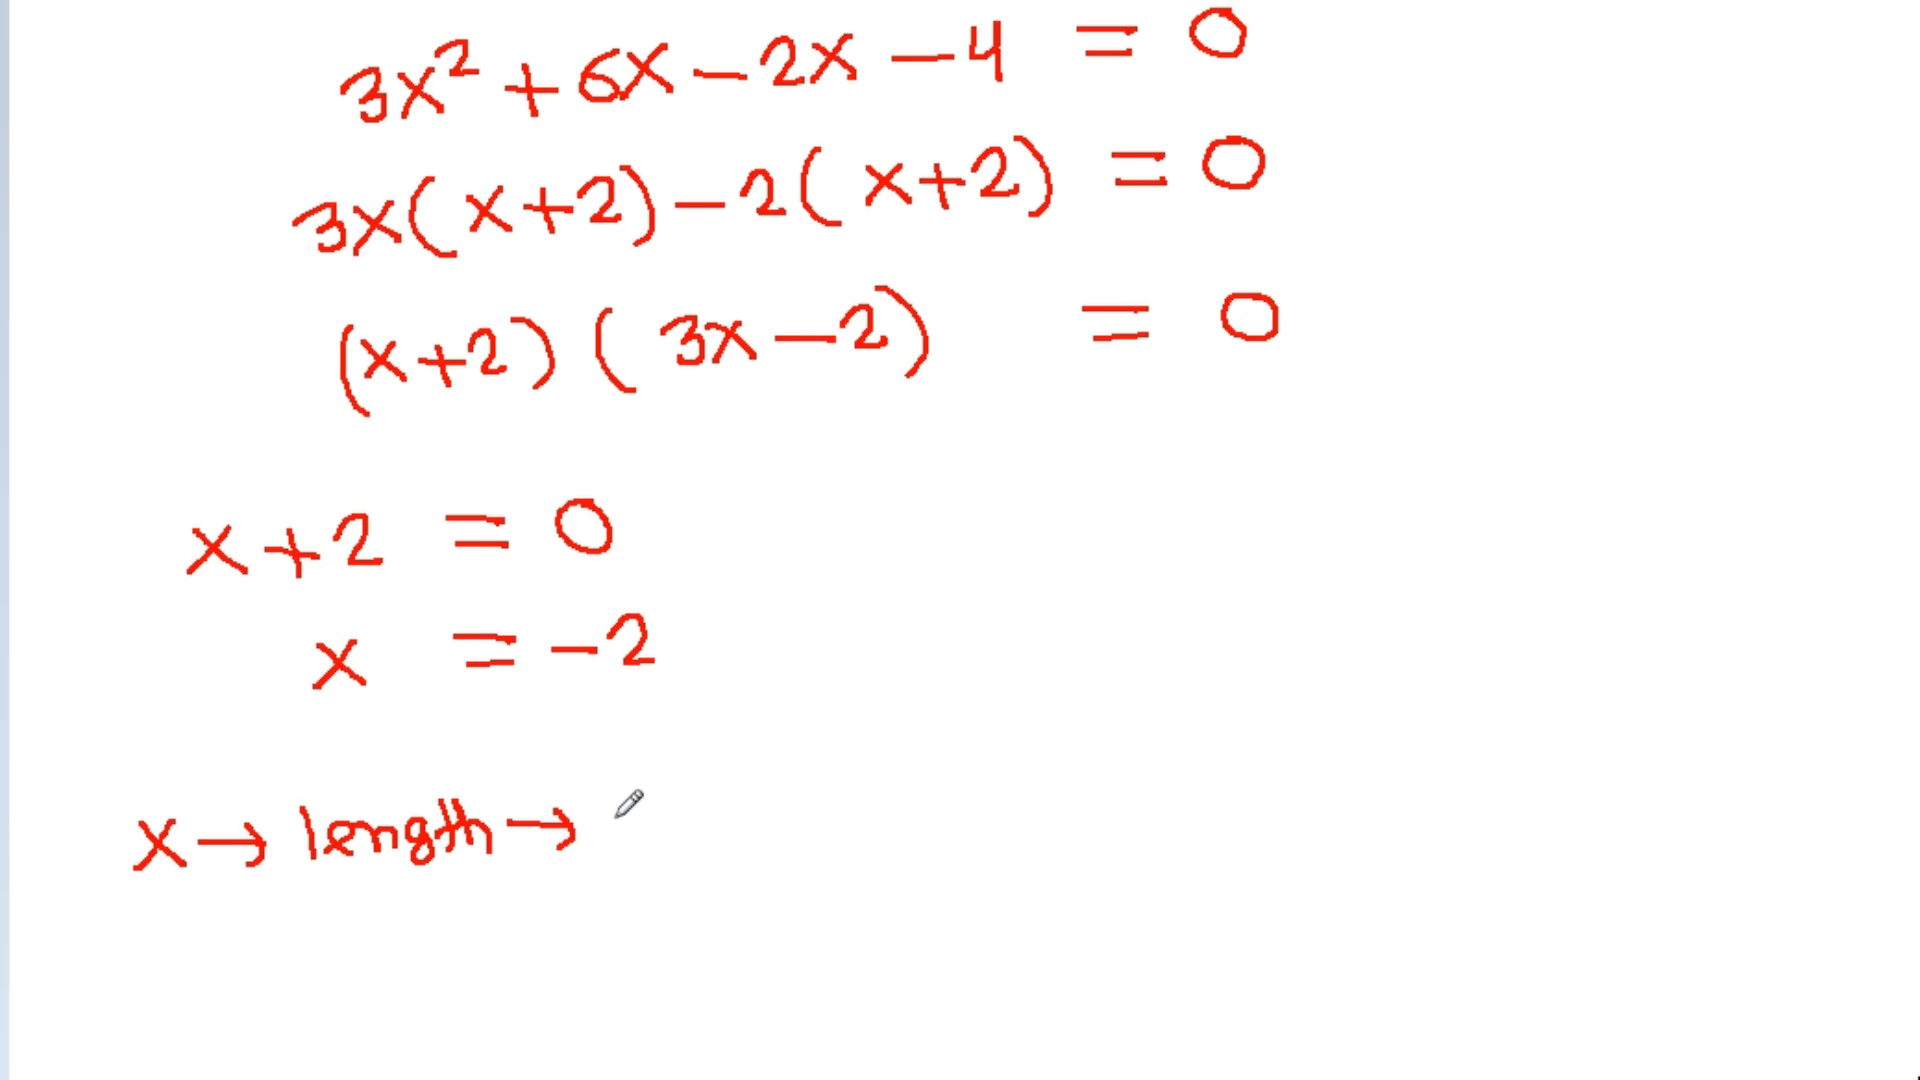 3x² + 6x - 2x - 4 = 0
3x(x+2) - 2(x+2) = 0
(x+2)(3x-2) = 0
x+2 = 0
x = -2
x → length →